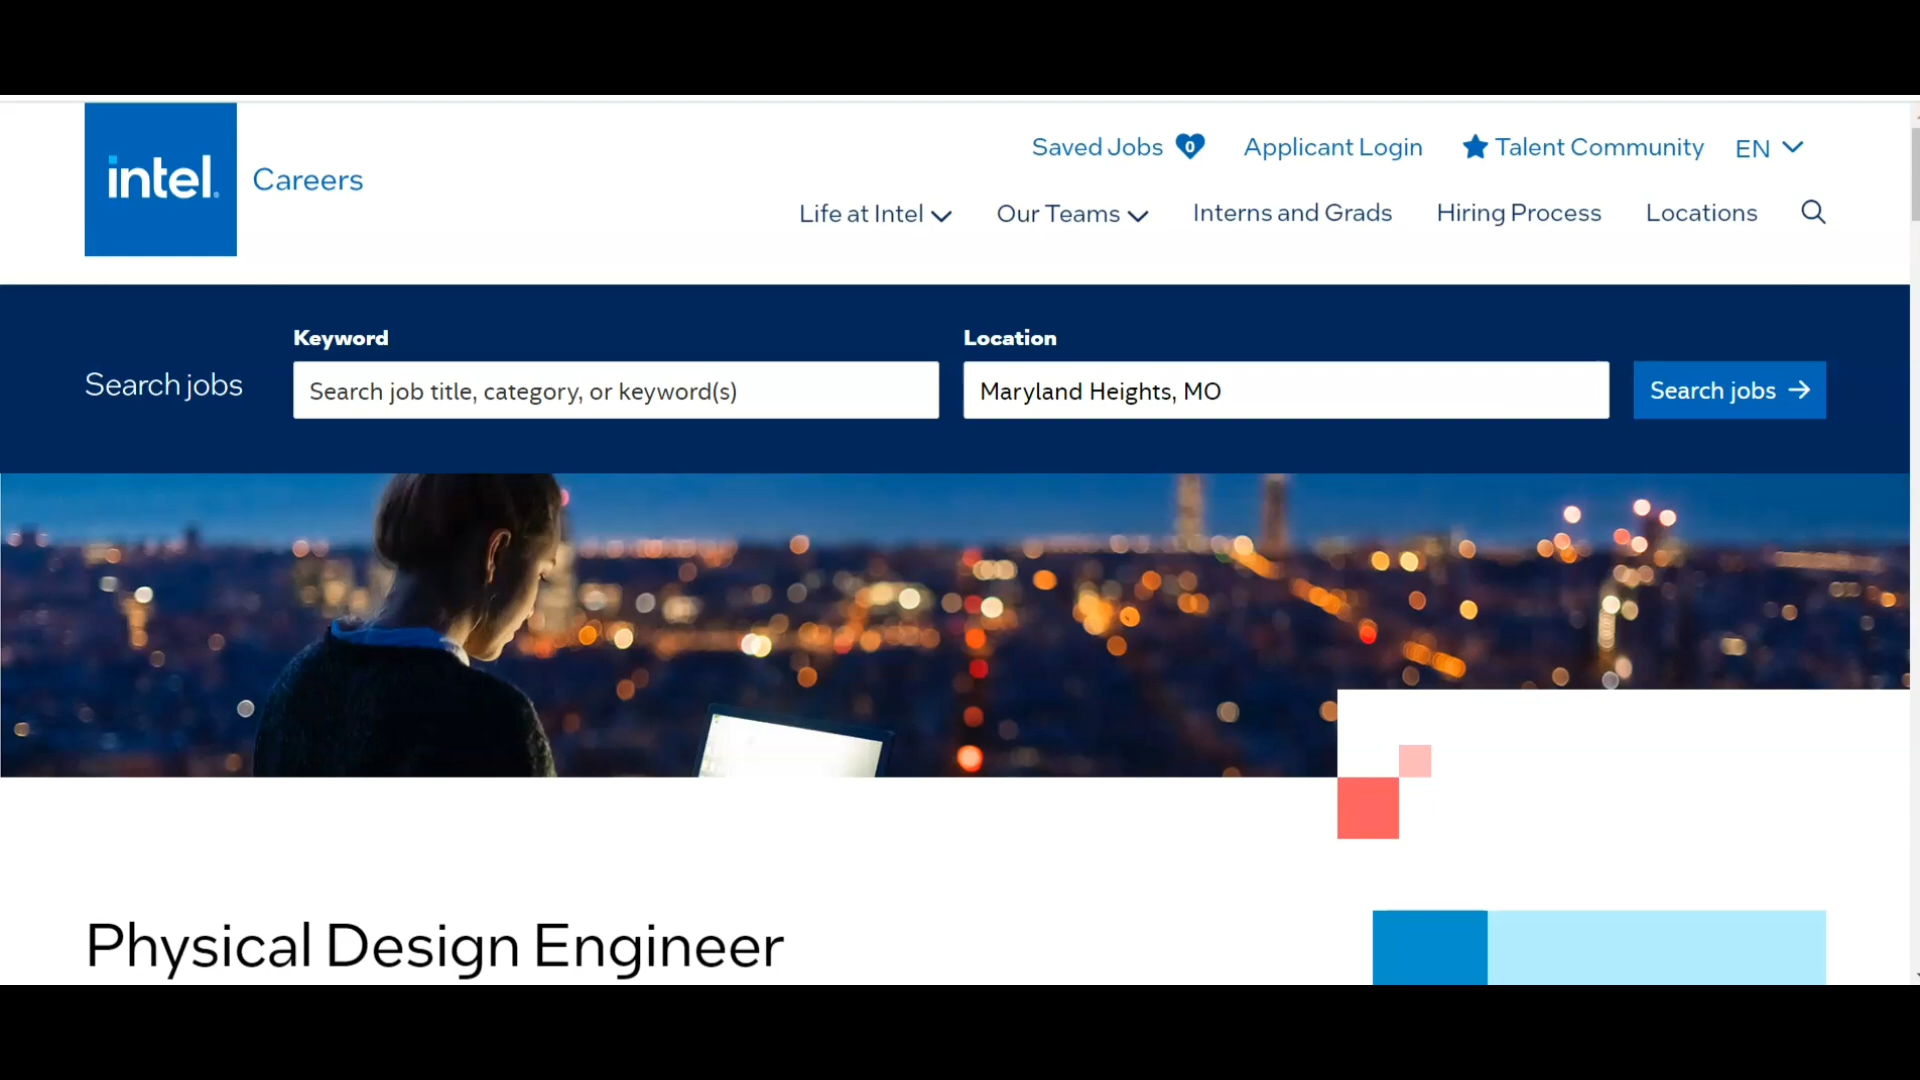 intel.
Careers
Saved Jobs 0 Applicant Login Talent Community EN
Life at Intel Our Teams Interns and Grads Hiring Process Locations
Search jobs
Keyword
Search job title, category, or keyword(s)
Location
Maryland Heights, MO
Search jobs
Physical Design Engineer